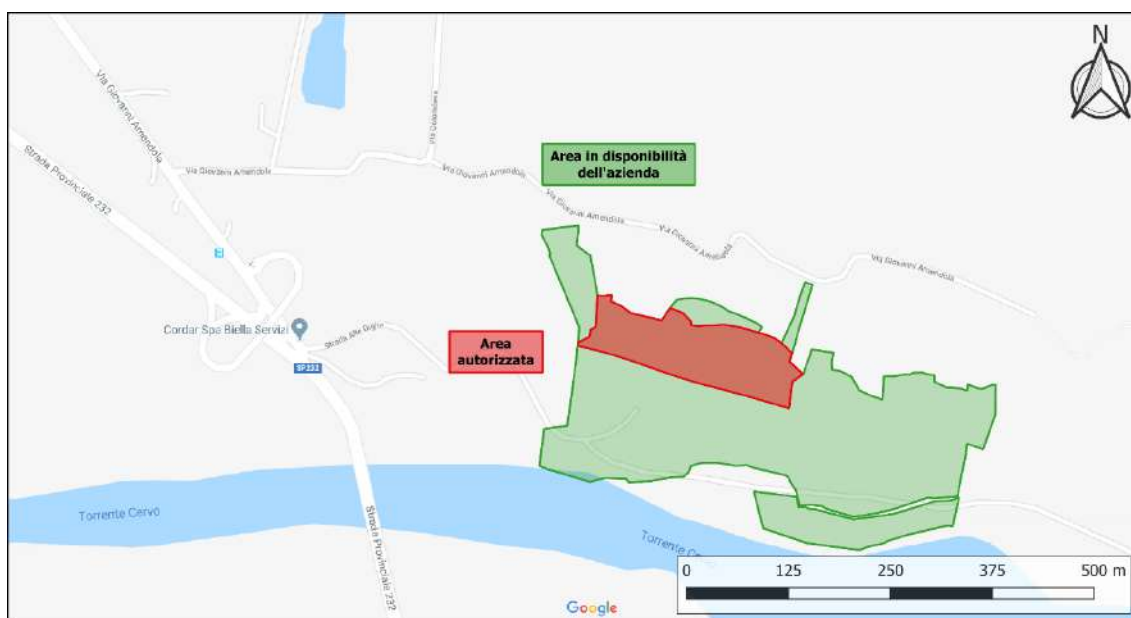 N
Via Giovanni Amendola
Via Giovanni Amendola
Via Giovanni Amendola
Strada Provinciale 232
Area in disponibilità
dell'azienda
Via Giovanni Amendola
Via Giovanni Amendola
Via Giovanni Amendola
Cordar Spa Biella Servizi
SP232
Area
autorizzata
Torrente Cervo
Strada Provinciale 232
Torrente Cervo
0 125 250 375 500 m
Google